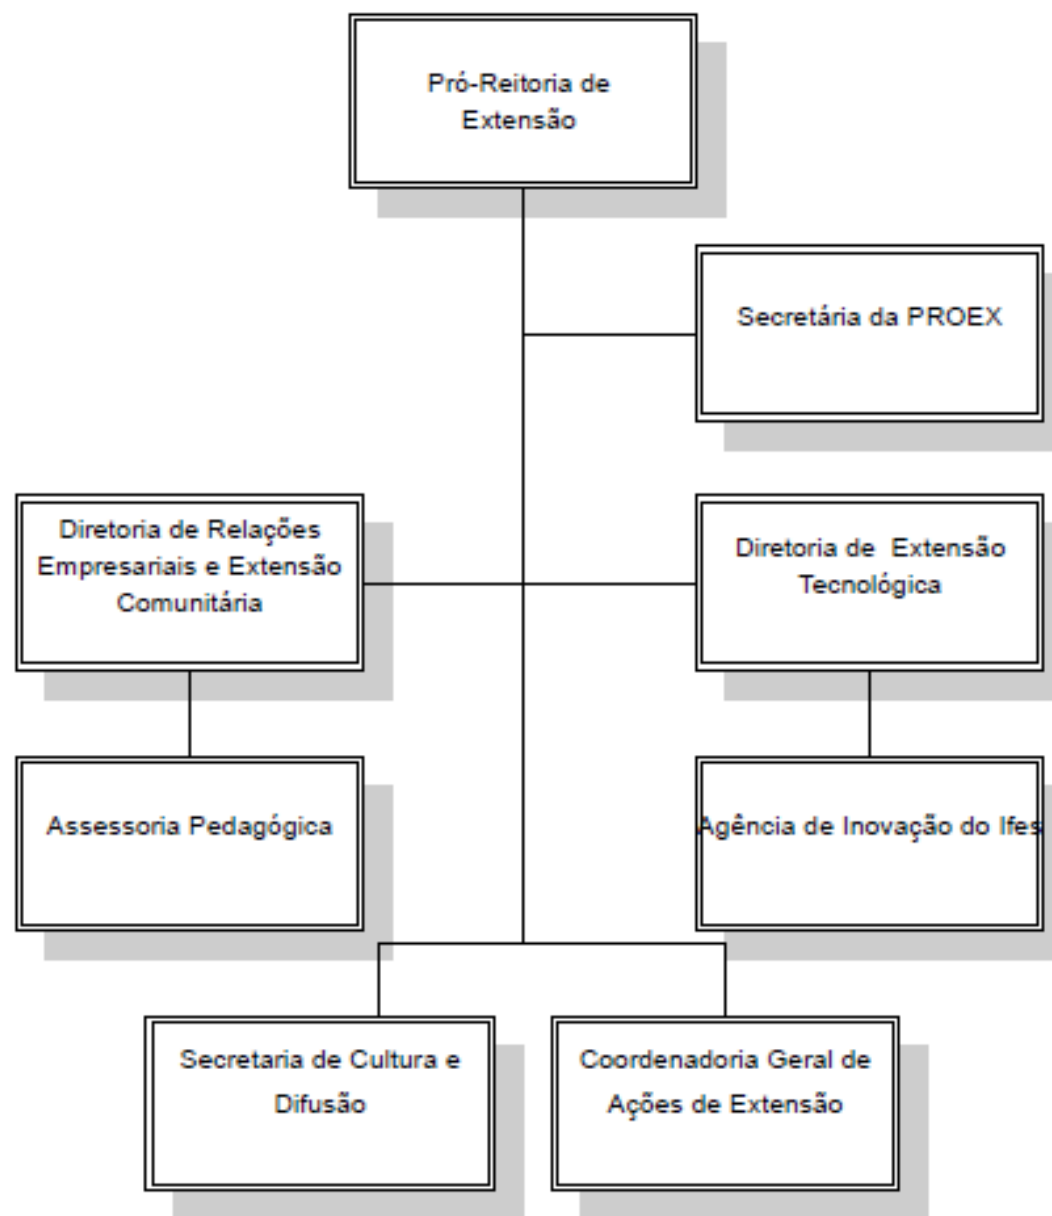 Pró-Reitoria de
Extensão
Secretária da PROEX
Diretoria de Relações
Empresariais e Extensão
Comunitária
Diretoria de  Extensão
Tecnológica
Assessoria Pedagógica
Agência de Inovação do Ifes
Secretaria de Cultura e
Difusão
Coordenadoria Geral de
Ações de Extensão